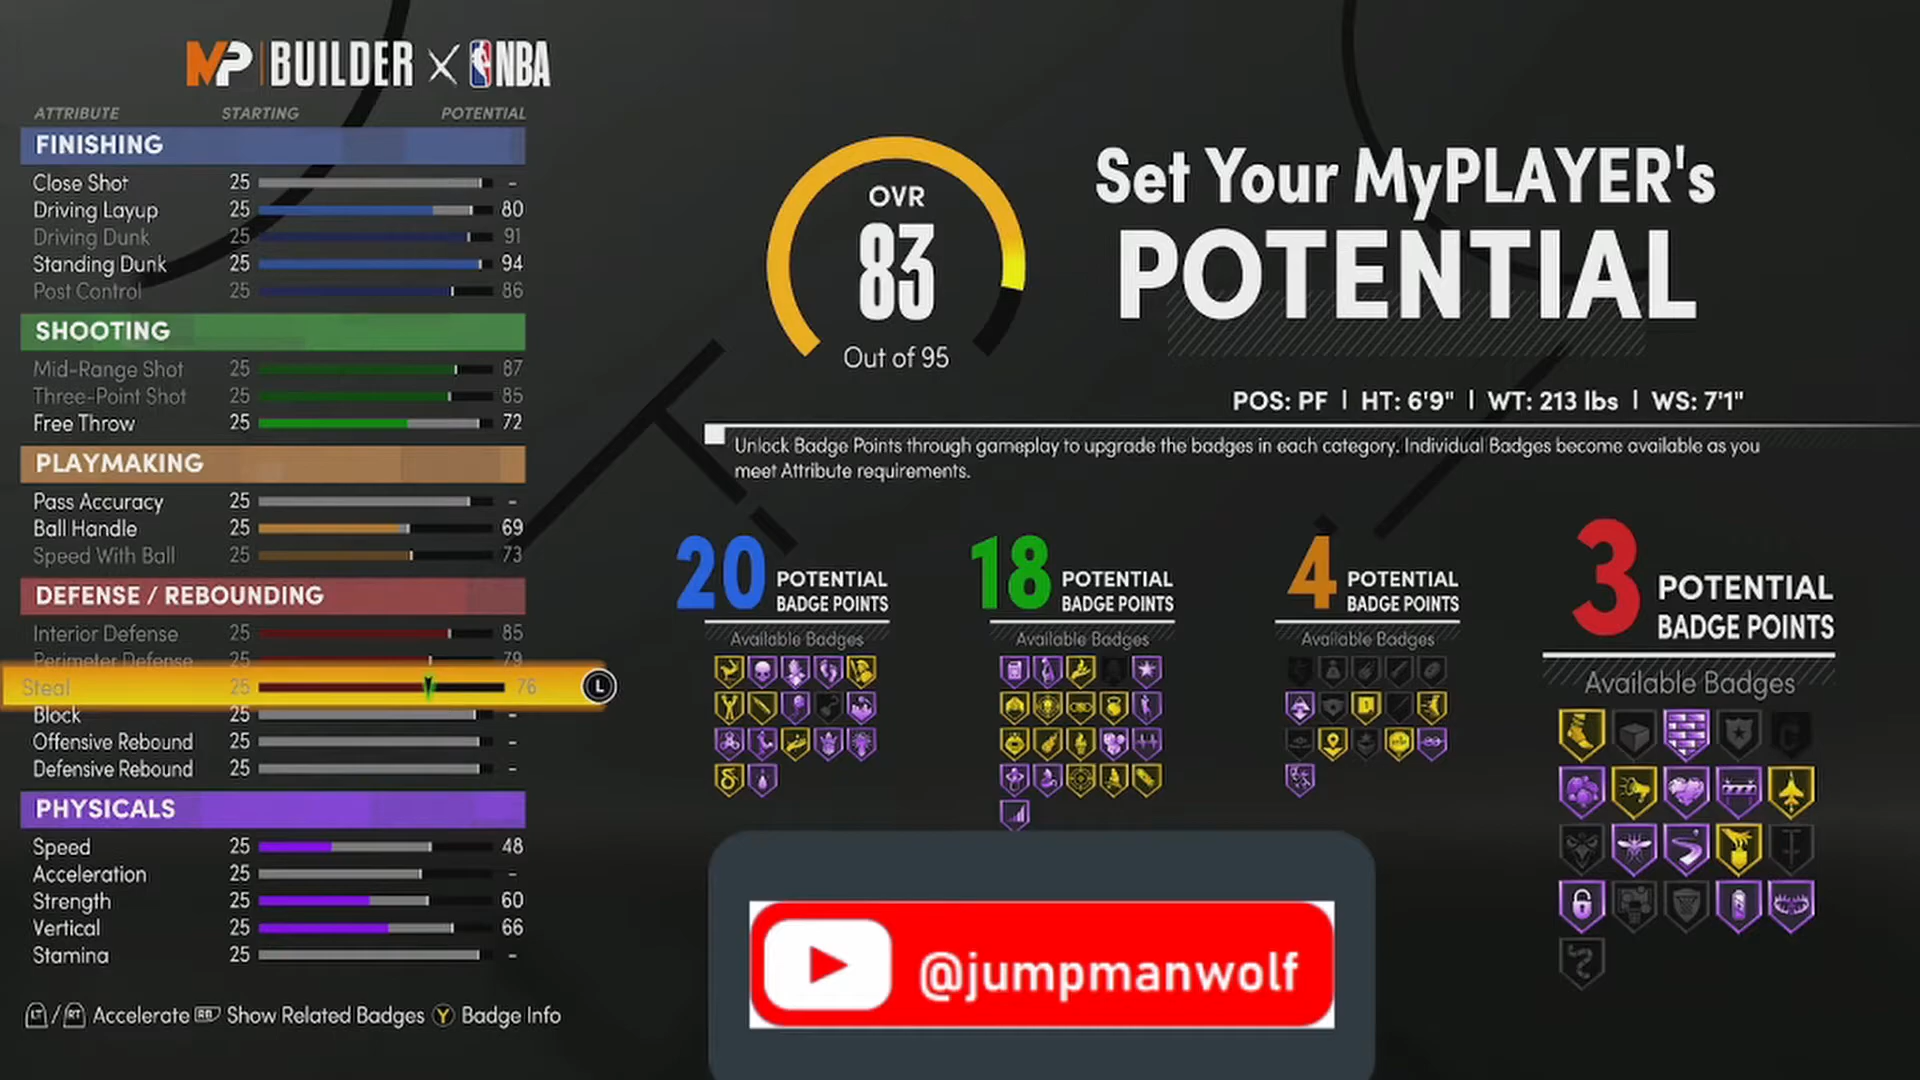 MP BUILDER X NBA
ATTRIBUTE STARTING POTENTIAL
FINISHING
Close Shot 25 -
Driving Layup 25 80
Driving Dunk 25 91
Standing Dunk 25 94
Post Control 25 86
SHOOTING
Mid-Range Shot 25 87
Three-Point Shot 25 85
Free Throw 25 72
PLAYMAKING
Pass Accuracy 25 -
Ball Handle 25 69
Speed With Ball 25 73
DEFENSE / REBOUNDING
Interior Defense 25 85
Perimeter Defense 25 79
Steal 25 76 L
Block 25 -
Offensive Rebound 25 -
Defensive Rebound 25 -
PHYSICALS
Speed 25 48
Acceleration 25 -
Strength 25 60
Vertical 25 66
Stamina 25 -
LT / RT Accelerate RB Show Related Badges Y Badge Info
OVR
83
Out of 95
Set Your MyPLAYER's
POTENTIAL
POS: PF | HT: 6'9" | WT: 213 lbs | WS: 7'1"
Unlock Badge Points through gameplay to upgrade the badges in each category. Individual Badges become available as you
meet Attribute requirements.
20 POTENTIAL
BADGE POINTS
Available Badges
18 POTENTIAL
BADGE POINTS
Available Badges
4 POTENTIAL
BADGE POINTS
Available Badges
3 POTENTIAL
BADGE POINTS
Available Badges
@jumpmanwolf